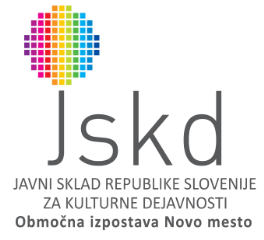 Jskd
JAVNI SKLAD REPUBLIKE SLOVENIJE
ZA KULTURNE DEJAVNOSTI
Območna izpostava Novo mesto